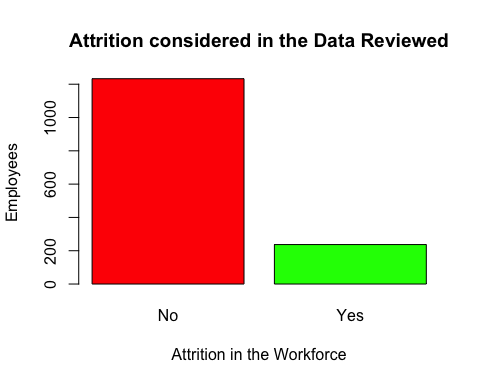 Attrition considered in the Data Reviewed
Employees
1000
600
200
0
No Yes
Attrition in the Workforce